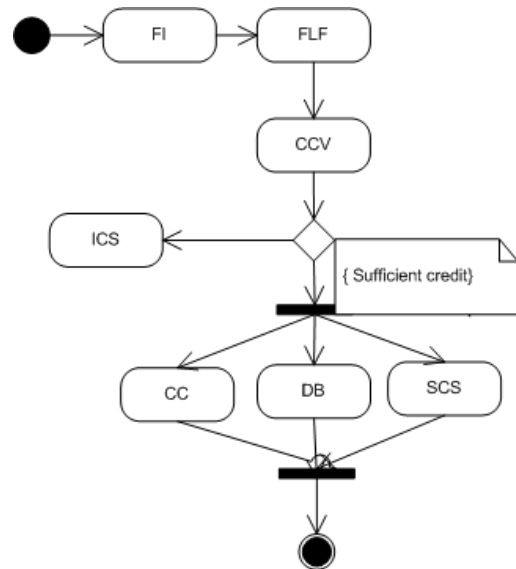 FI
FLF
CCV
ICS
{ Sufficient credit}
CC
DB
SCS